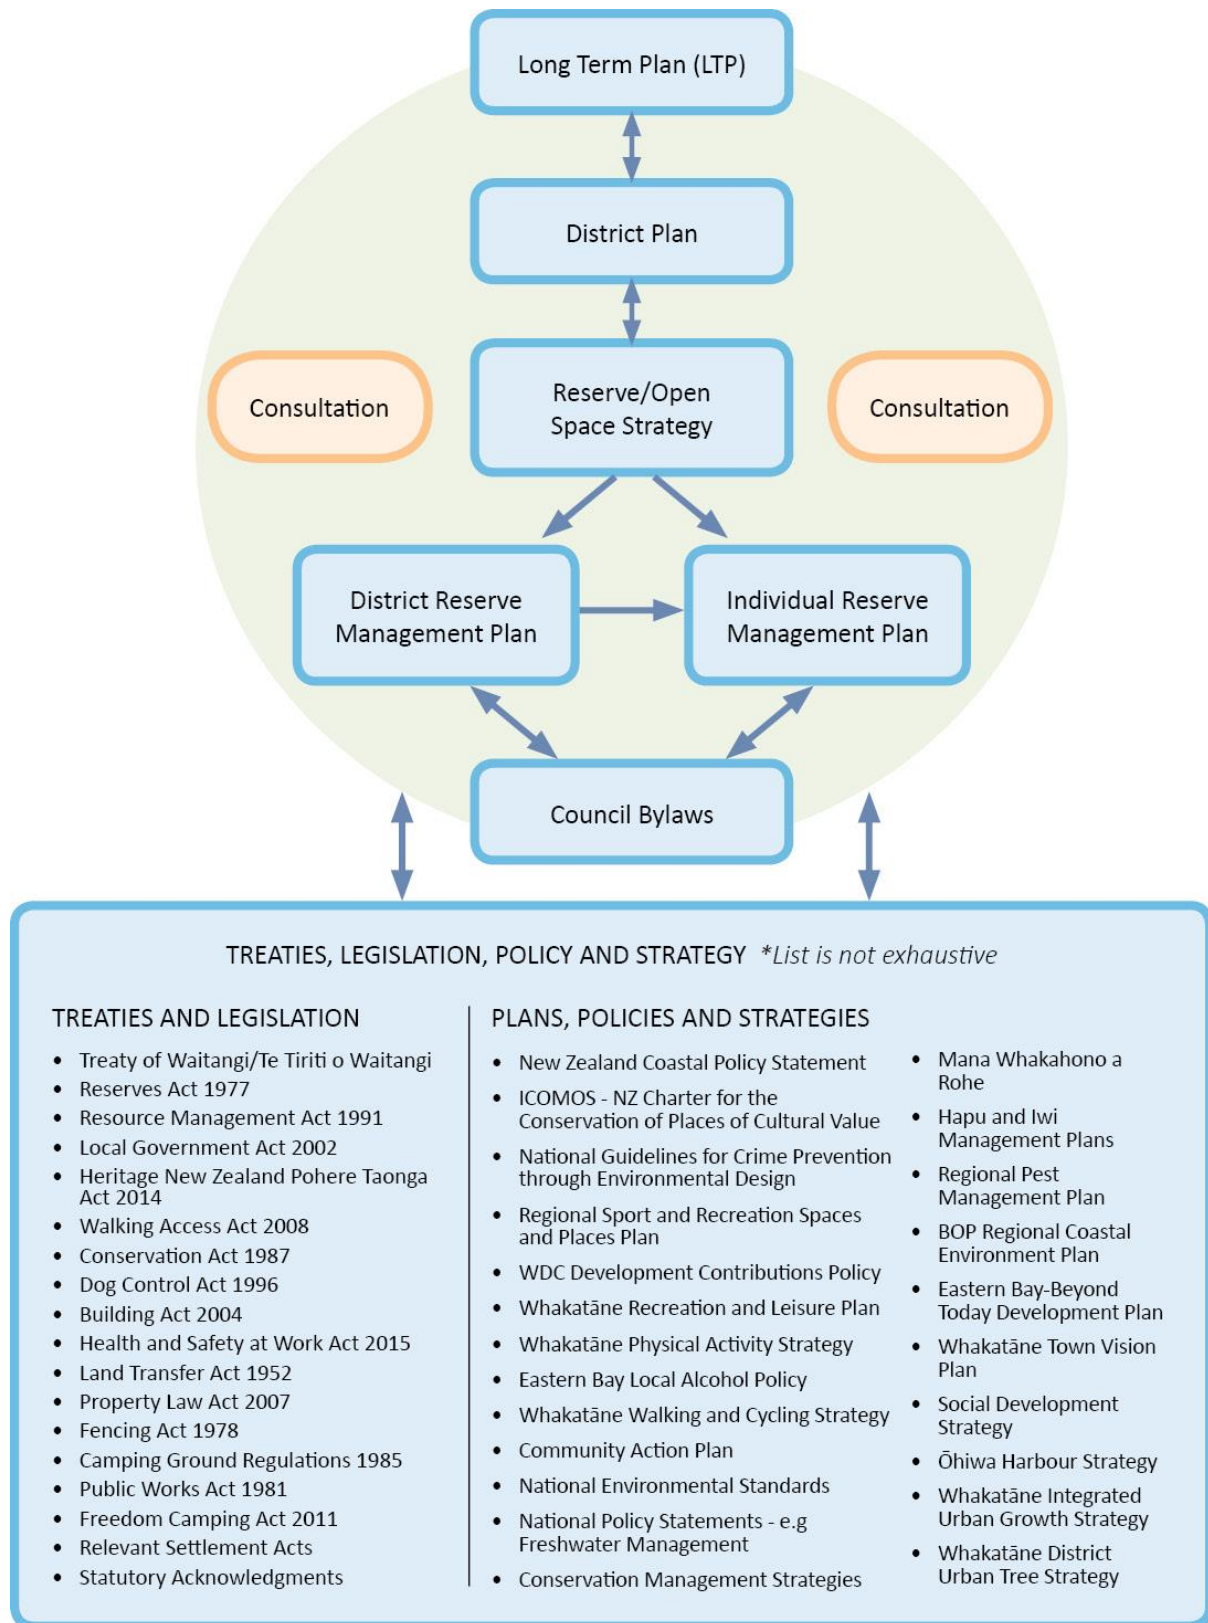 Long Term Plan (LTP)
District Plan
Reserve/Open
Space Strategy
Consultation
Consultation
District Reserve
Management Plan
Individual Reserve
Management Plan
Council Bylaws
TREATIES, LEGISLATION, POLICY AND STRATEGY *List is not exhaustive
TREATIES AND LEGISLATION
• Treaty of Waitangi/Te Tiriti o Waitangi
• Reserves Act 1977
• Resource Management Act 1991
• Local Government Act 2002
• Heritage New Zealand Pohere Taonga
Act 2014
• Walking Access Act 2008
• Conservation Act 1987
• Dog Control Act 1996
• Building Act 2004
• Health and Safety at Work Act 2015
• Land Transfer Act 1952
• Property Law Act 2007
• Fencing Act 1978
• Camping Ground Regulations 1985
• Public Works Act 1981
• Freedom Camping Act 2011
• Relevant Settlement Acts
• Statutory Acknowledgments
PLANS, POLICIES AND STRATEGIES
• New Zealand Coastal Policy Statement
• ICOMOS - NZ Charter for the
Conservation of Places of Cultural Value
• National Guidelines for Crime Prevention
through Environmental Design
• Regional Sport and Recreation Spaces
and Places Plan
• WDC Development Contributions Policy
• Whakatāne Recreation and Leisure Plan
• Whakatāne Physical Activity Strategy
• Eastern Bay Local Alcohol Policy
• Whakatāne Walking and Cycling Strategy
• Community Action Plan
• National Environmental Standards
• National Policy Statements - e.g
Freshwater Management
• Conservation Management Strategies
• Mana Whakahono a
Rohe
• Hapu and Iwi
Management Plans
• Regional Pest
Management Plan
• BOP Regional Coastal
Environment Plan
• Eastern Bay-Beyond
Today Development Plan
• Whakatāne Town Vision
Plan
• Social Development
Strategy
• Ōhiwa Harbour Strategy
• Whakatāne Integrated
Urban Growth Strategy
• Whakatāne District
Urban Tree Strategy